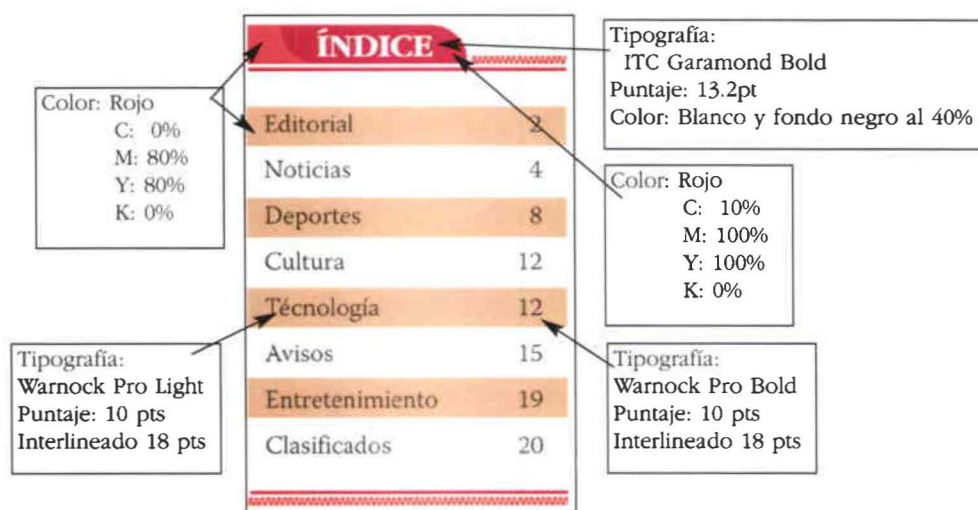 ÍNDICE
Editorial 2
Noticias 4
Deportes 8
Cultura 12
Técnología 12
Avisos 15
Entretenimiento 19
Clasificados 20
Color: Rojo
C: 0%
M: 80%
Y: 80%
K: 0%
Tipografía:
ITC Garamond Bold
Puntaje: 13.2pt
Color: Blanco y fondo negro al 40%
Color: Rojo
C: 10%
M: 100%
Y: 100%
K: 0%
Tipografía:
Warnock Pro Light
Puntaje: 10 pts
Interlineado 18 pts
Tipografía:
Warnock Pro Bold
Puntaje: 10 pts
Interlineado 18 pts